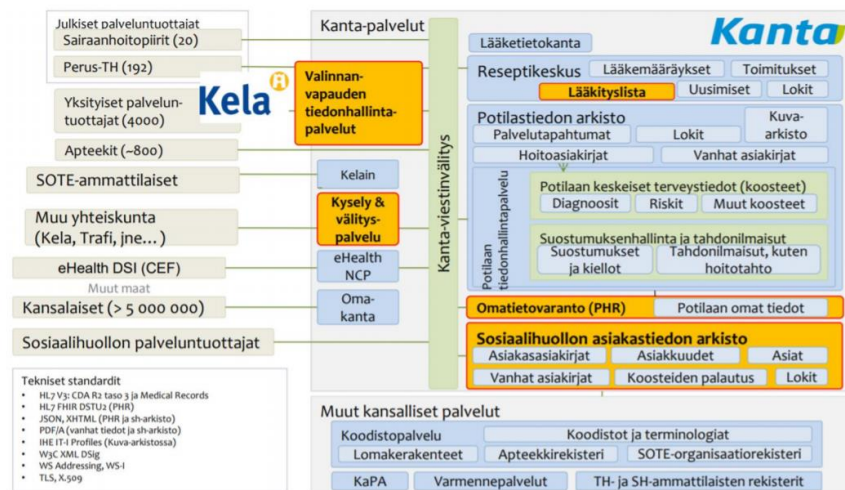 Julkiset palveluntuottajat
Sairaanhoitopiirit (20)
Perus-TH (192)
Yksityiset palvelun-
tuottajat (4000)
Apteekit (~800)
SOTE-ammattilaiset
Muu yhteiskunta
(Kela, Trafi, jne...)
eHealth DSI (CEF)
Muut maat
Kansalaiset (> 5 000 000)
Sosiaalihuollon palveluntuottajat
Tekniset standardit
• HL7 V3: CDA R2 taso 3 ja Medical Records
• HL7 FHIR DSTU2 (PHR)
• JSON, XHTML (PHR ja sh-arkisto)
• PDF/A (vanhat tiedot ja sh-arkisto)
• IHE IT-I Profiles (Kuva-arkistossa)
• W3C XML DSig
• WS Addressing, WS-I
• TLS, X.509
Kela
Kanta-palvelut
Valinnan-
vapauden
tiedonhallinta-
palvelut
Kelain
Kysely &
välitys-
palvelu
eHealth
NCP
Oma-
kanta
Kanta-viestinvälitys
Kanta
Lääketietokanta
Reseptikeskus
Lääkemääräykset
Toimitukset
Lääkityslista
Uusimiset
Lokit
Potilastiedon arkisto
Kuva-
arkisto
Palvelutapahtumat
Lokit
Hoitoasiakirjat
Vanhat asiakirjat
Potilaan
tiedonhallintapalvelu
Potilaan keskeiset terveystiedot (koosteet)
Diagnoosit
Riskit
Muut koosteet
Suostumuksenhallinta ja tahdonilmaisut
Suostumukset
ja kiellot
Tahdonilmaisut, kuten
hoitotahto
Omatietovaranto (PHR)
Potilaan omat tiedot
Sosiaalihuollon asiakastiedon arkisto
Asiakasasiakirjat
Asiakkuudet
Asiat
Vanhat asiakirjat
Koosteiden palautus
Lokit
Muut kansalliset palvelut
Koodistopalvelu
Koodistot ja terminologiat
Lomakerakenteet
Apteekkirekisteri
SOTE-organisaatiorekisteri
KaPA
Varmennepalvelut
TH- ja SH-ammattilaisten rekisterit